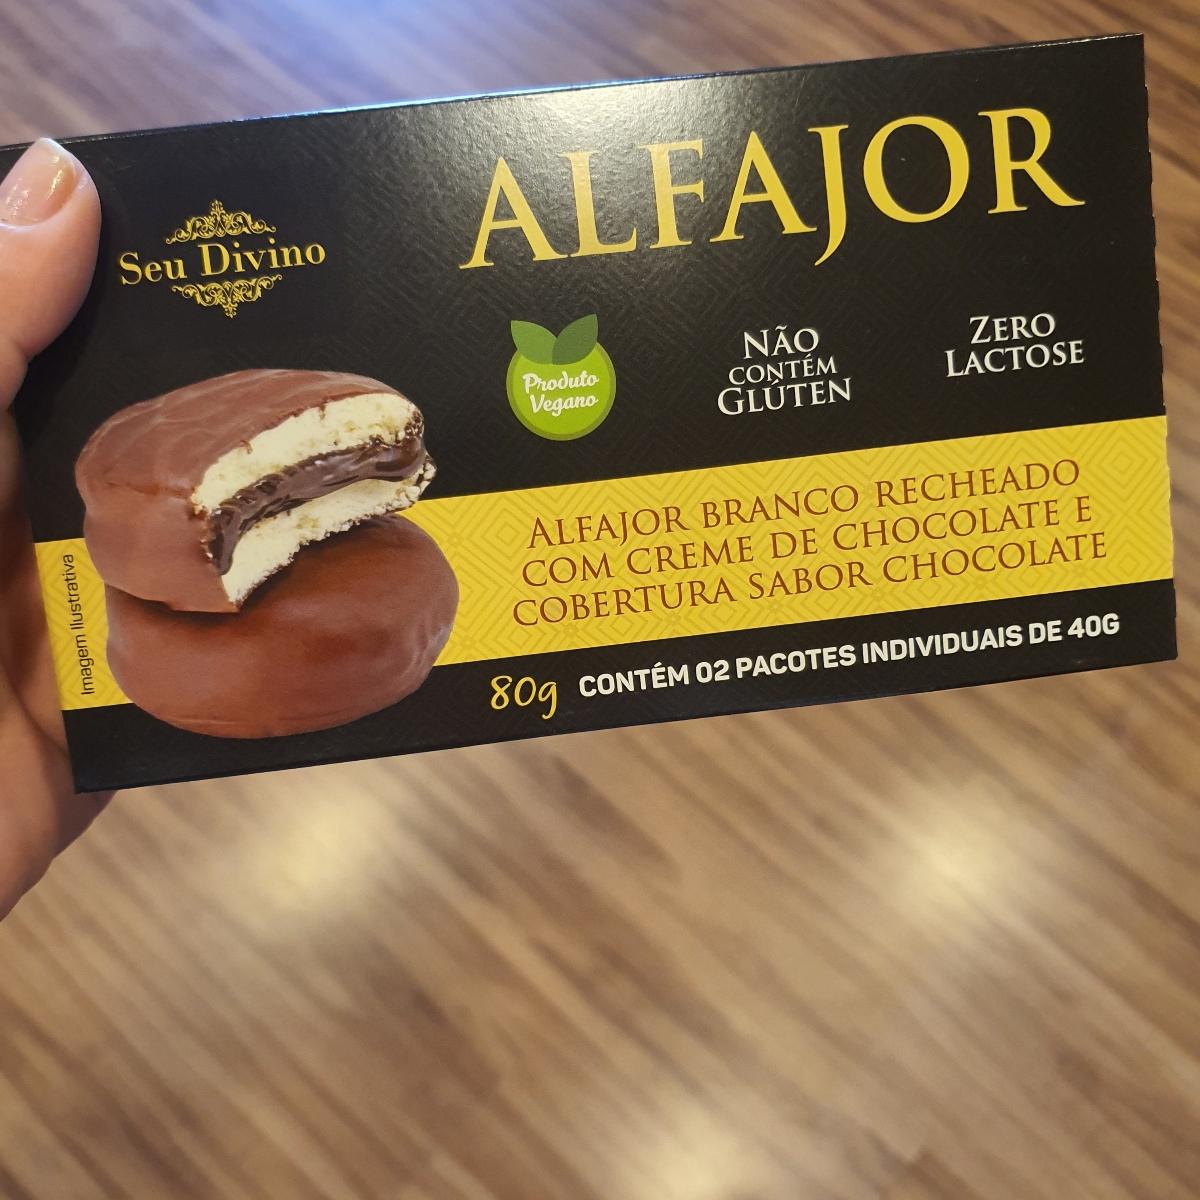 ALFAJOR
Seu Divino
Produto
Vegano
NÃO
CONTÉM
GLÚTEN
ZERO
LACTOSE
ALFAJOR BRANCO RECHEADO
COM CREME DE CHOCOLATE E
COBERTURA SABOR CHOCOLATE
80g CONTÉM 02 PACOTES INDIVIDUAIS DE 40G
Imagem Ilustrativa